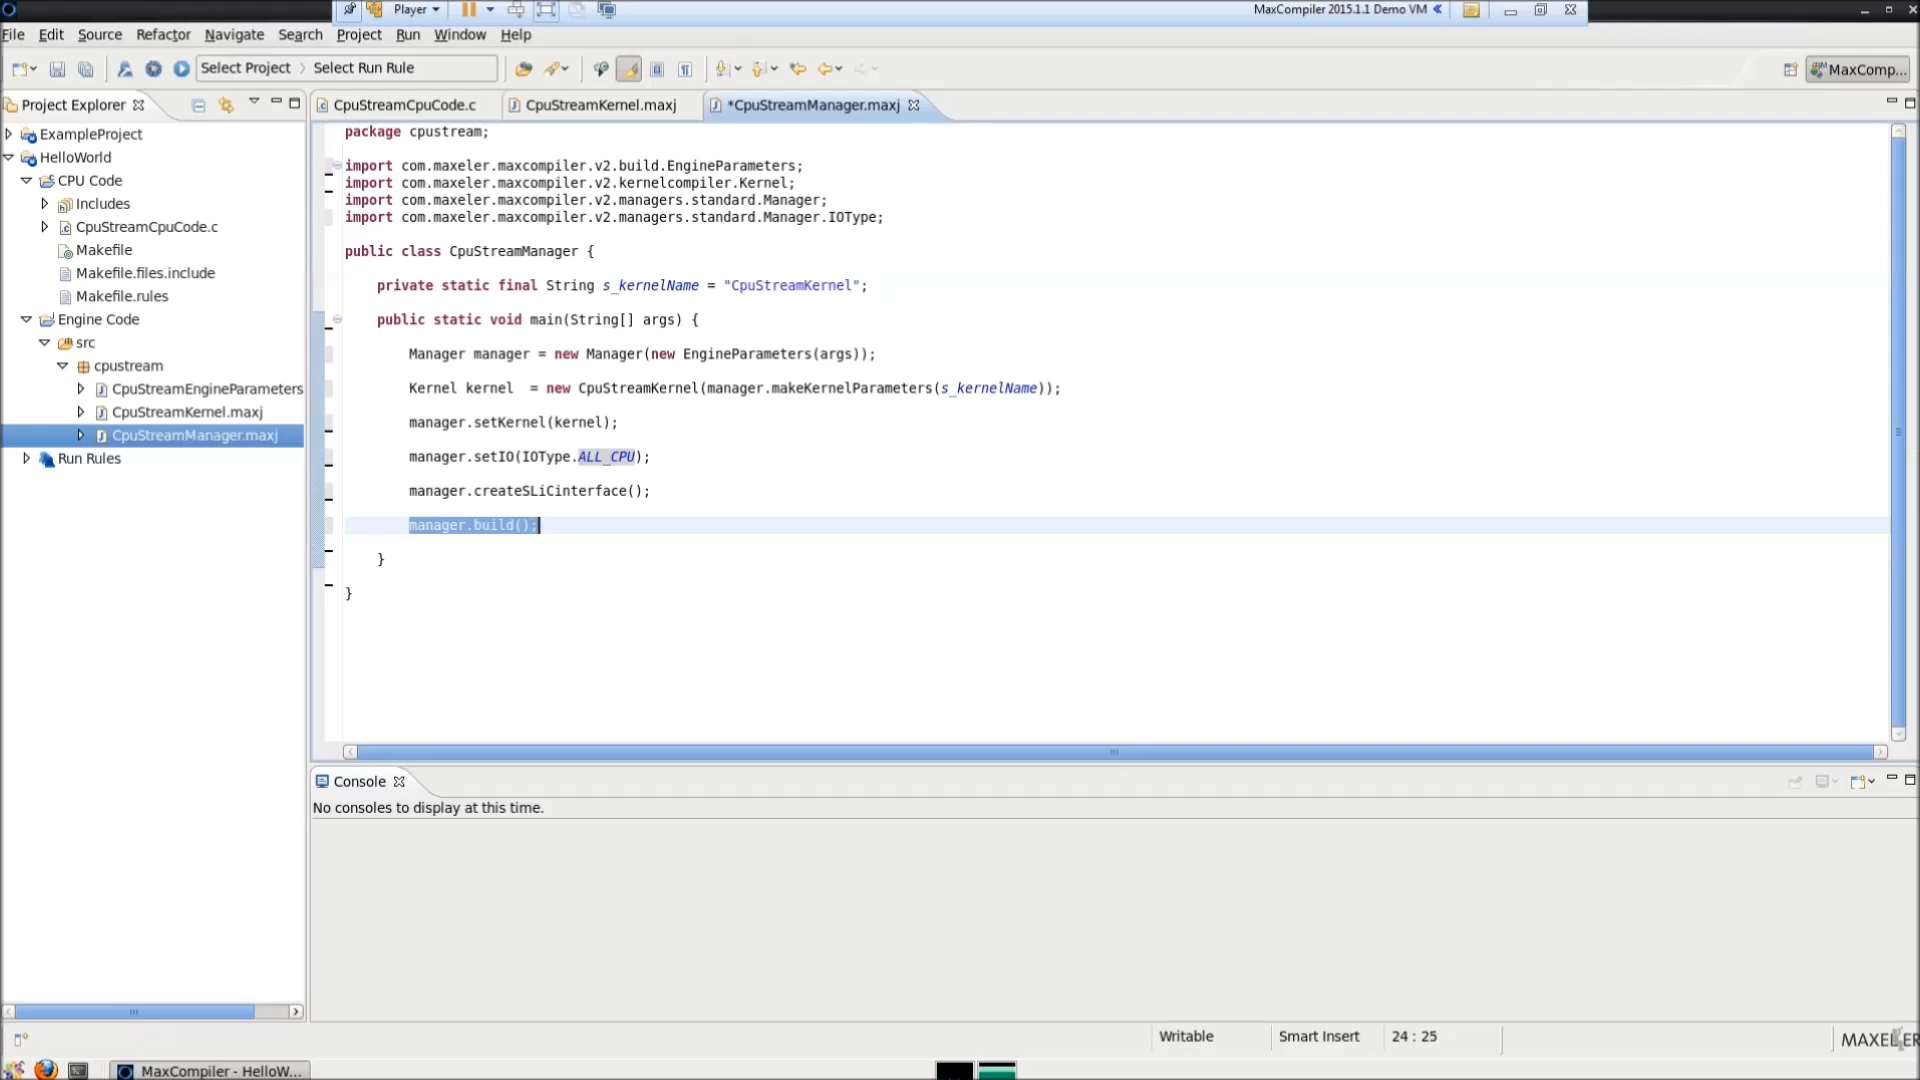 Player
MaxCompiler 2015.1.1 Demo VM
File Edit Source Refactor Navigate Search Project Run Window Help
Select Project
Select Run Rule
MaxComp...
Project Explorer
CpuStreamCpuCode.c
CpuStreamKernel.maxj
*CpuStreamManager.maxj
ExampleProject
HelloWorld
CPU Code
Includes
CpuStreamCpuCode.c
Makefile
Makefile.files.include
Makefile.rules
Engine Code
src
cpustream
CpuStreamEngineParameters
CpuStreamKernel.maxj
CpuStreamManager.maxj
Run Rules
package cpustream;
import com.maxeler.maxcompiler.v2.build.EngineParameters;
import com.maxeler.maxcompiler.v2.kernelcompiler.Kernel;
import com.maxeler.maxcompiler.v2.managers.standard.Manager;
import com.maxeler.maxcompiler.v2.managers.standard.Manager.IOType;
public class CpuStreamManager {
private static final String s_kernelName = "CpuStreamKernel";
public static void main(String[] args) {
Manager manager = new Manager(new EngineParameters(args));
Kernel kernel  = new CpuStreamKernel(manager.makeKernelParameters(s_kernelName));
manager.setKernel(kernel);
manager.setIO(IOType.ALL_CPU);
manager.createSLiCinterface();
manager.build();
}
}
Console
No consoles to display at this time.
Writable
Smart Insert
24 : 25
MAXELER
MaxCompiler - HelloW...